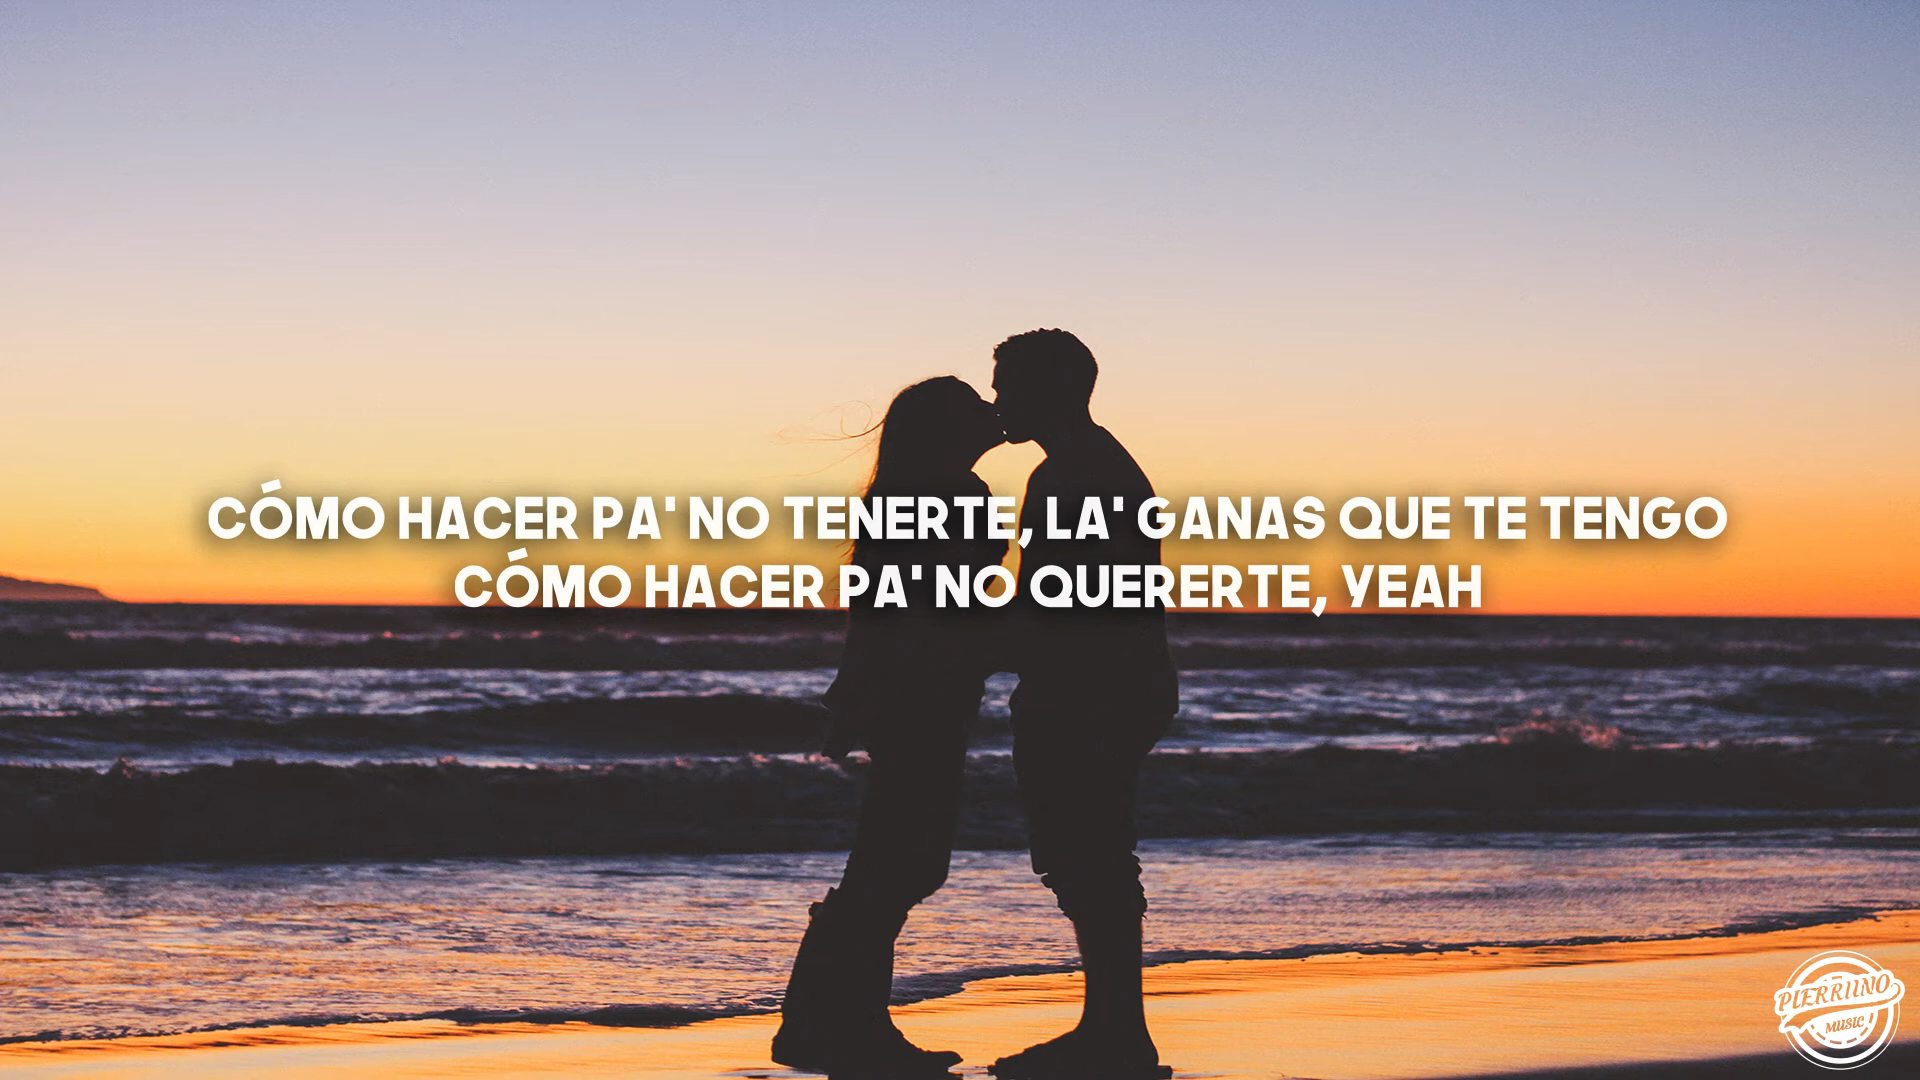 CÓMO HACER PA' NO TENERTE, LA' GANAS QUE TE TENGO
CÓMO HACER PA' NO QUERERTE, YEAH
PIERRIINO
MUSIC